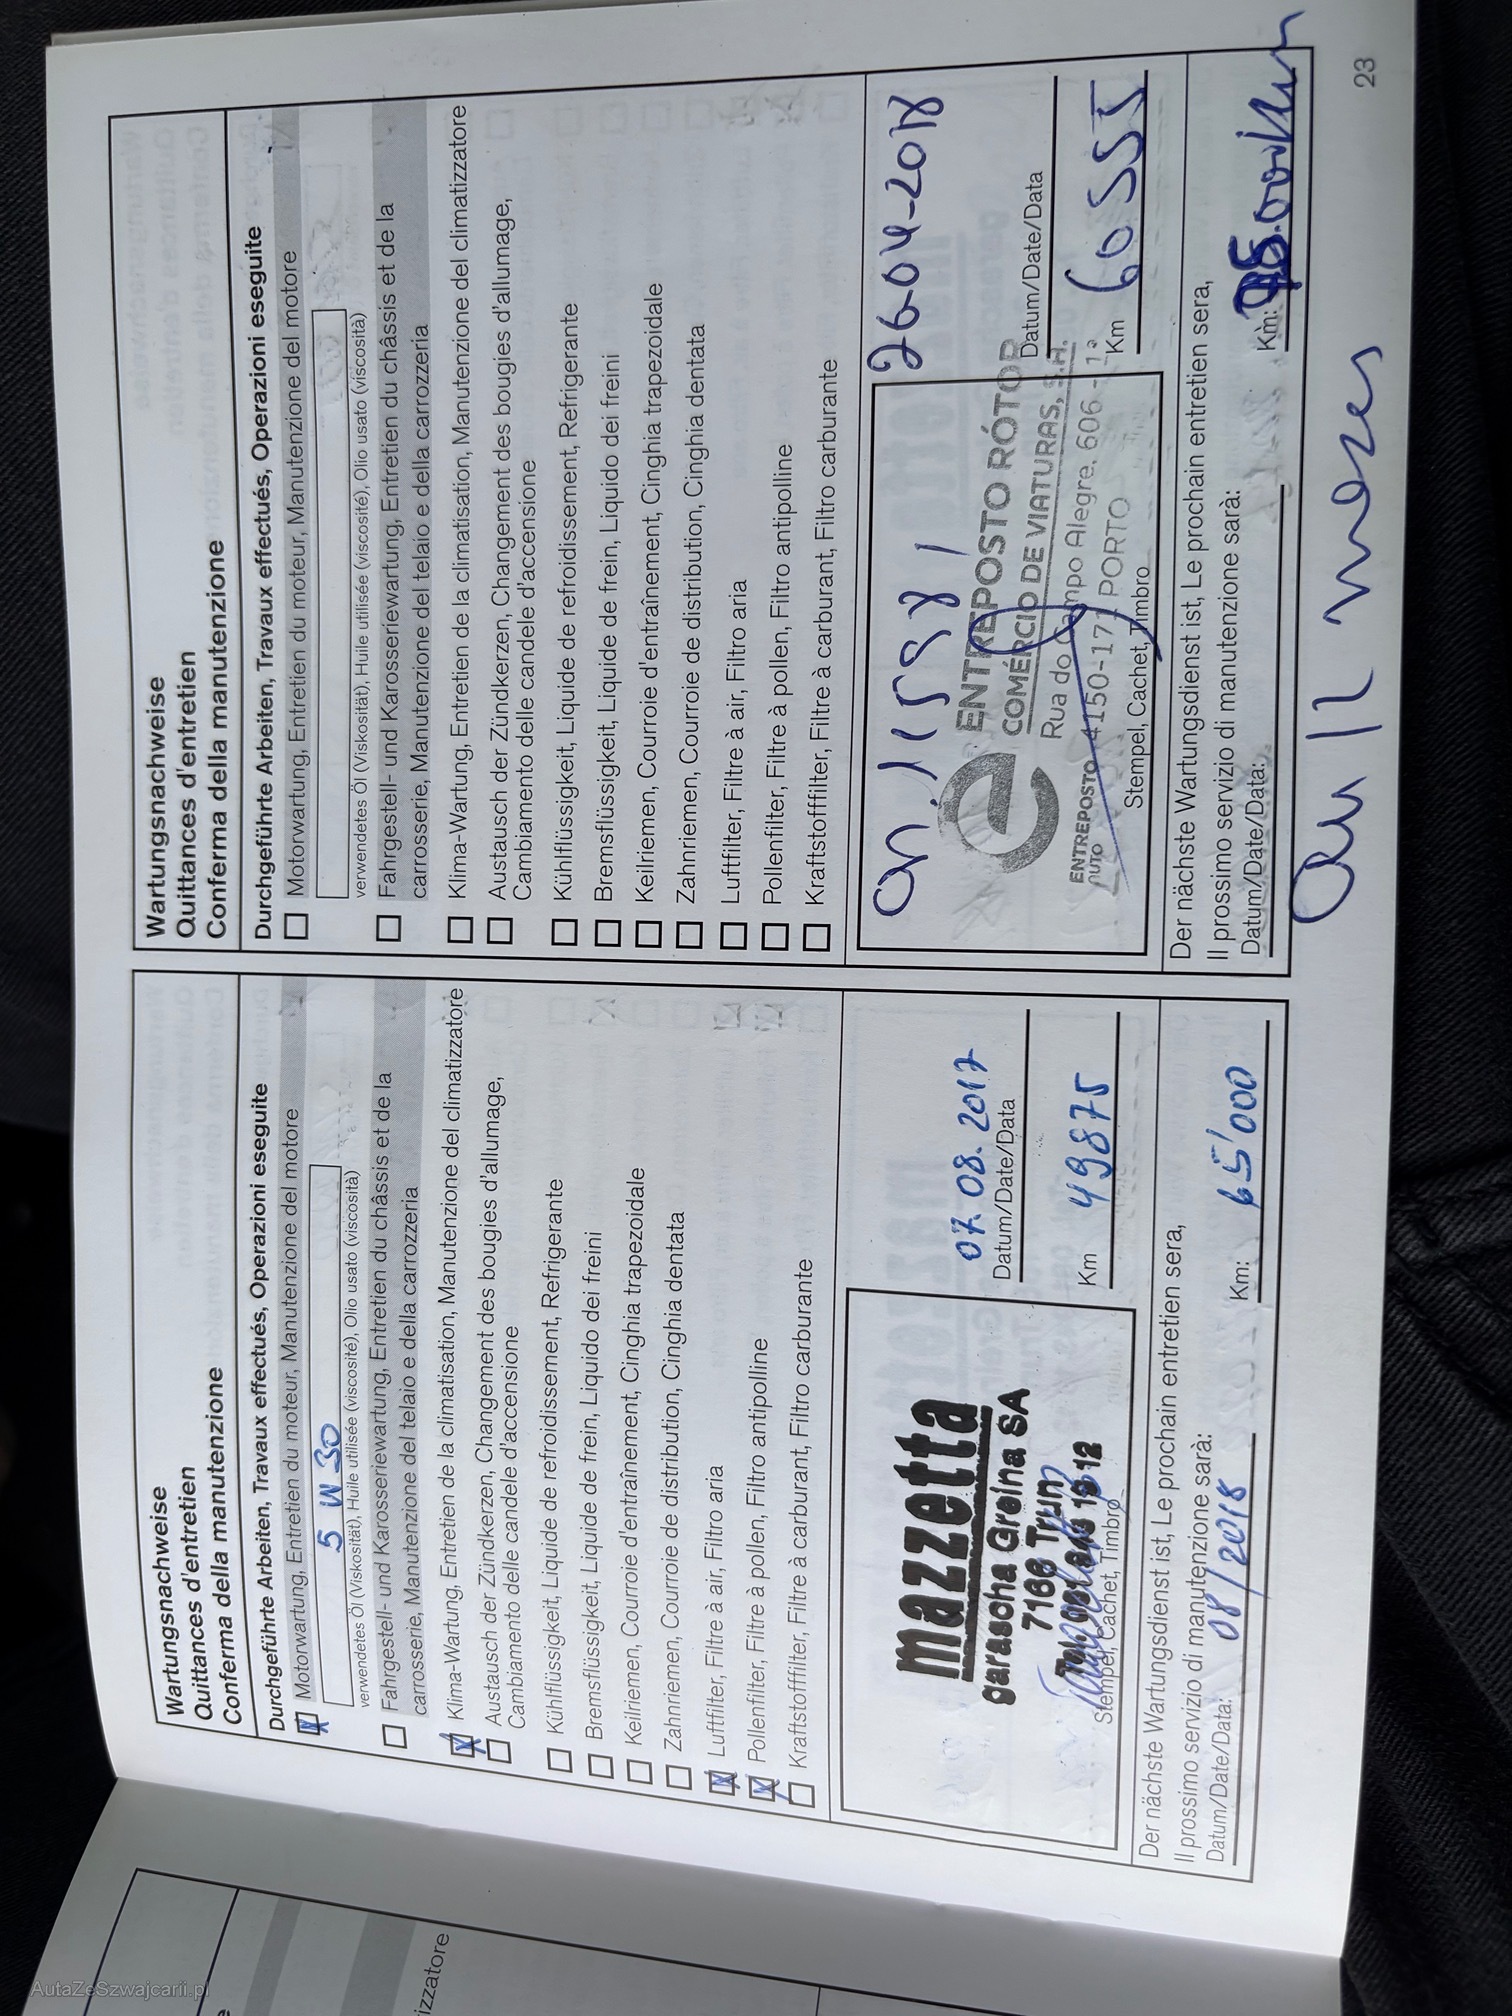 Wartungsnachweise
Quittances d'entretien
Conferma della manutenzione
Durchgeführte Arbeiten, Travaux effectués, Operazioni eseguite
Motorwartung, Entretien du moteur, Manutenzione del motore
5 W 30
verwendetes Öl (Viskosität), Huile utilisée (viscosité), Olio usato (viscosità)
Fahrgestell- und Karosseriewartung, Entretien du châssis et de la
carrosserie, Manutenzione del telaio e della carrozzeria
Klima-Wartung, Entretien de la climatisation, Manutenzione del climatizzatore
Austausch der Zündkerzen, Changement des bougies d'allumage,
Cambiamento delle candele d'accensione
Kühlflüssigkeit, Liquide de refroidissement, Refrigerante
Bremsflüssigkeit, Liquide de frein, Liquido dei freini
Keilriemen, Courroie d'entraînement, Cinghia trapezoidale
Zahnriemen, Courroie de distribution, Cinghia dentata
Luftfilter, Filtre à air, Filtro aria
Pollenfilter, Filtre à pollen, Filtro antipolline
Kraftstofffilter, Filtre à carburant, Filtro carburante
mazzetta
garascha Greina SA
7166 Trun
Stempel, Cachet, Timbro
07.08.2017
Datum/Date/Data
Km 49875
Der nächste Wartungsdienst ist, Le prochain entretien sera,
Il prossimo servizio di manutenzione sarà:
Datum/Date/Data: 08/2018 Km: 65'000
Wartungsnachweise
Quittances d'entretien
Conferma della manutenzione
Durchgeführte Arbeiten, Travaux effectués, Operazioni eseguite
Motorwartung, Entretien du moteur, Manutenzione del motore
verwendetes Öl (Viskosität), Huile utilisée (viscosité), Olio usato (viscosità)
Fahrgestell- und Karosseriewartung, Entretien du châssis et de la
carrosserie, Manutenzione del telaio e della carrozzeria
Klima-Wartung, Entretien de la climatisation, Manutenzione del climatizzatore
Austausch der Zündkerzen, Changement des bougies d'allumage,
Cambiamento delle candele d'accensione
Kühlflüssigkeit, Liquide de refroidissement, Refrigerante
Bremsflüssigkeit, Liquide de frein, Liquido dei freini
Keilriemen, Courroie d'entraînement, Cinghia trapezoidale
Zahnriemen, Courroie de distribution, Cinghia dentata
Luftfilter, Filtre à air, Filtro aria
Pollenfilter, Filtre à pollen, Filtro antipolline
Kraftstofffilter, Filtre à carburant, Filtro carburante
26-04-2018
ENTREPOSTO RÓTOR
COMÉRCIO DE VIATURAS, S.A.
Rua do Campo Alegre, 606 - 1º
ENTREPOSTO 4150-171 PORTO
AUTO
Datum/Date/Data
Km 60555
Stempel, Cachet, Timbro
Der nächste Wartungsdienst ist, Le prochain entretien sera,
Il prossimo servizio di manutenzione sarà:
Datum/Date/Data: Km:
ou 12 meses
23
izzatore
AutaZeSzwajcarii.pl